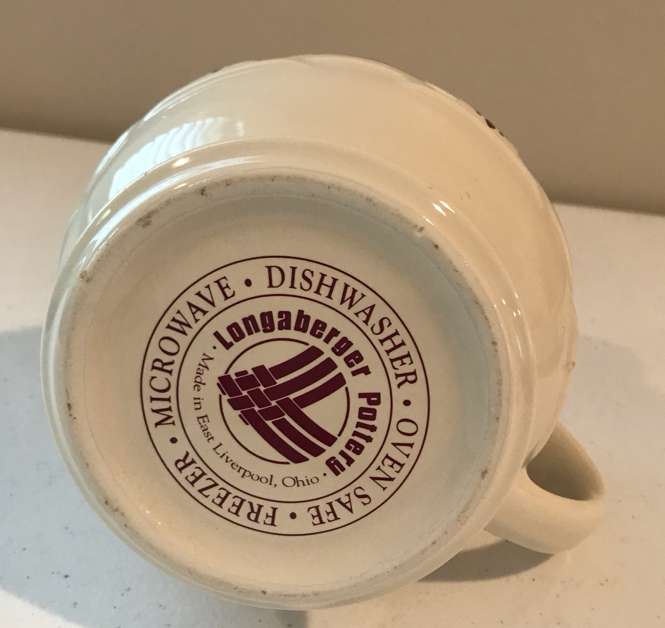 MICROWAVE • DISHWASHER • OVEN SAFE • FREEZER •
Longaberger Pottery
• Made in East Liverpool, Ohio •